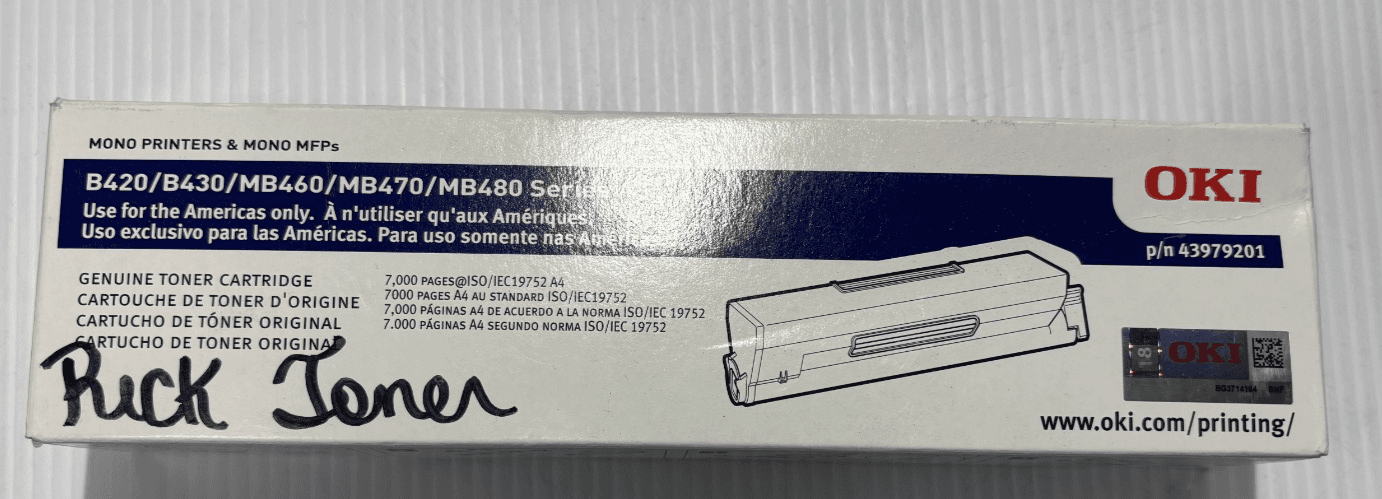 MONO PRINTERS & MONO MFPs
B420/B430/MB460/MB470/MB480 Series
Use for the Americas only. À n'utiliser qu'aux Amériques.
Uso exclusivo para las Américas. Para uso somente nas Améric
OKI
p/n 43979201
GENUINE TONER CARTRIDGE
CARTOUCHE DE TONER D'ORIGINE
CARTUCHO DE TÓNER ORIGINAL
CARTUCHO DE TONER ORIGINAL
7,000 PAGES@ISO/IEC19752 A4
7000 PAGES A4 AU STANDARD ISO/IEC19752
7,000 PÁGINAS A4 DE ACUERDO A LA NORMA ISO/IEC 19752
7.000 PÁGINAS A4 SEGUNDO NORMA ISO/IEC 19752
Rick Toner
OKI
www.oki.com/printing/